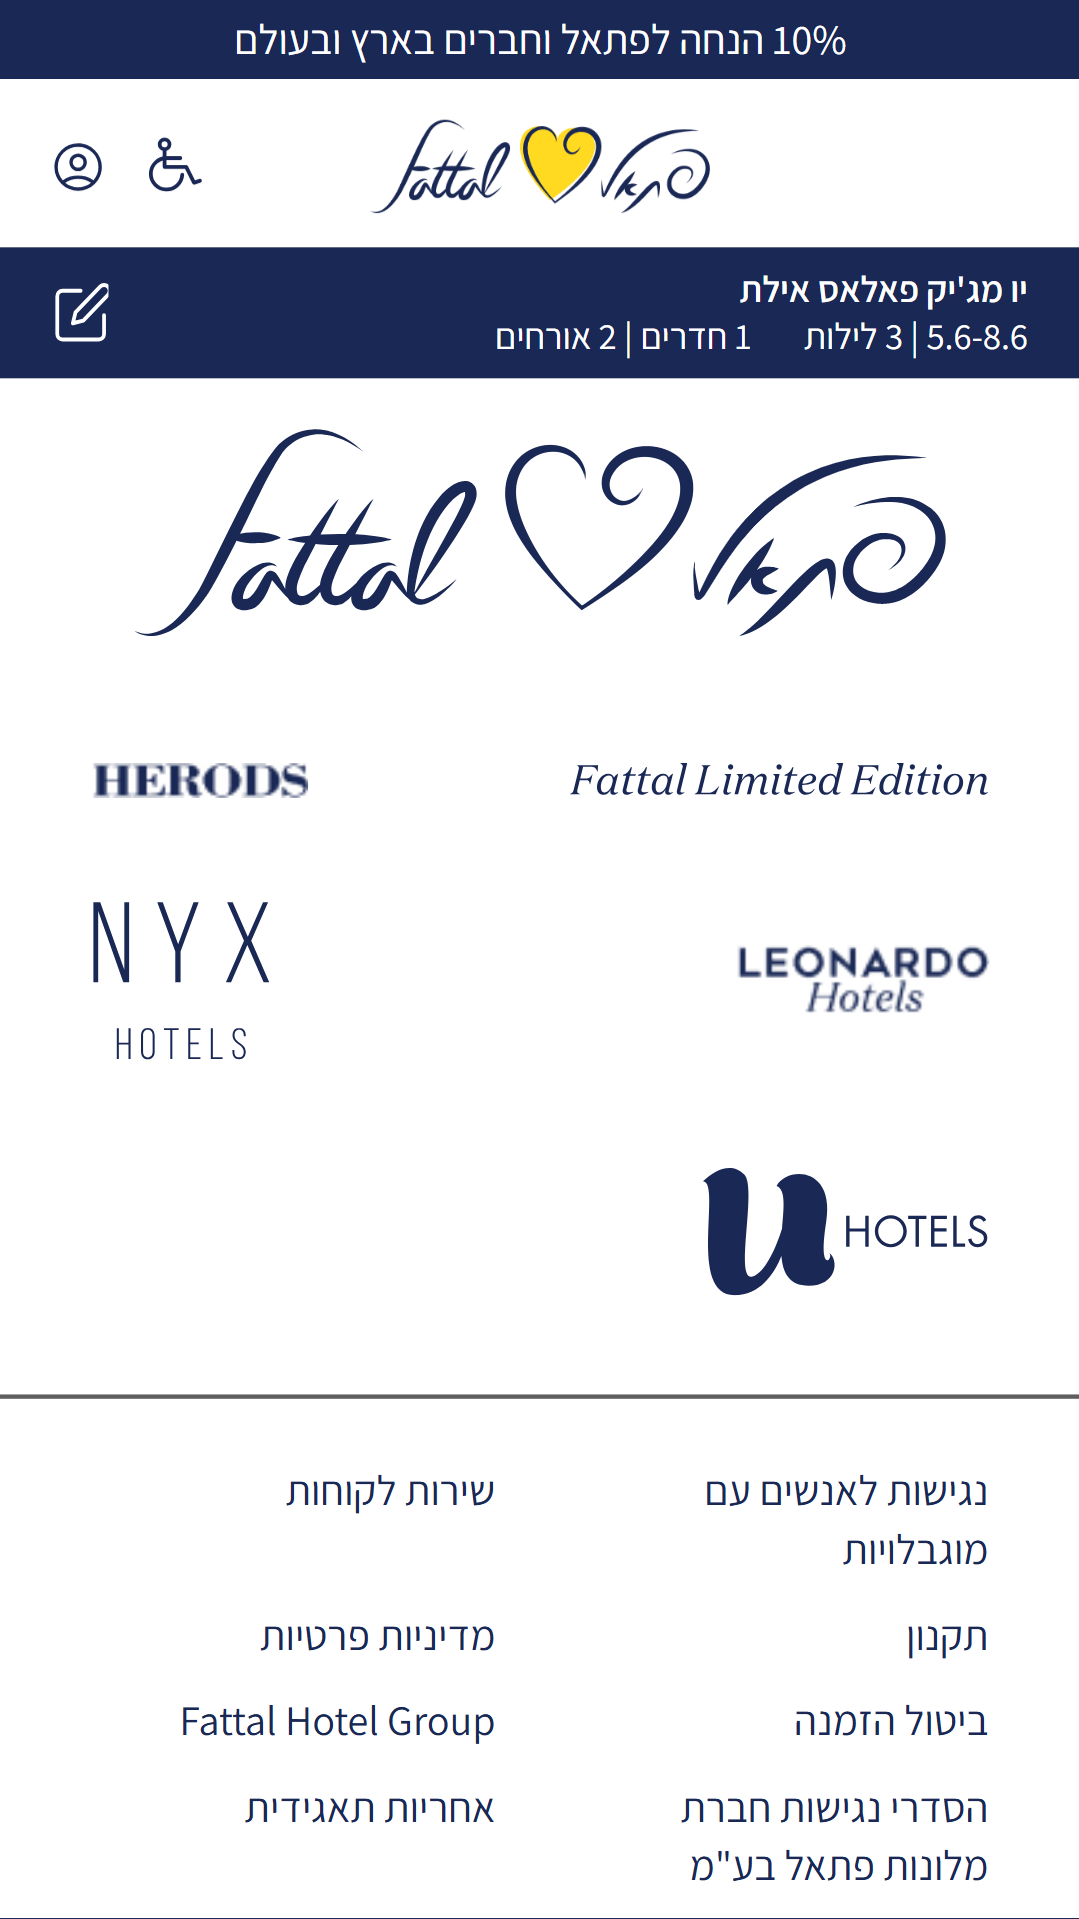 10% הנחה לפתאל וחברים בארץ ובעולם
Fattal פתאל
יו מג'יק פאלאס אילת
5.6-8.6 | 3 לילות 1 חדרים | 2 אורחים
Fattal פתאל
Fattal Limited Edition
HERODS
LEONARDO
Hotels
NYX
HOTELS
u HOTELS
נגישות לאנשים עם
מוגבלויות
שירות לקוחות
תקנון
מדיניות פרטיות
ביטול הזמנה
Fattal Hotel Group
הסדרי נגישות חברת
מלונות פתאל בע"מ
אחריות תאגידית